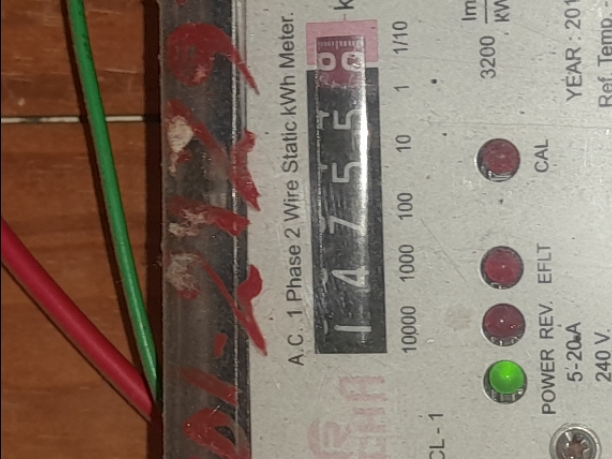 A.C. 1 Phase 2 Wire Static kWh Meter.
1 4 7 5 5 8
10000 1000 100 10 1 1/10
3200
kW
CAL
EFLT
REV.
POWER
5-20A
240 V.
YEAR : 201
Ref. Temp
CL - 1